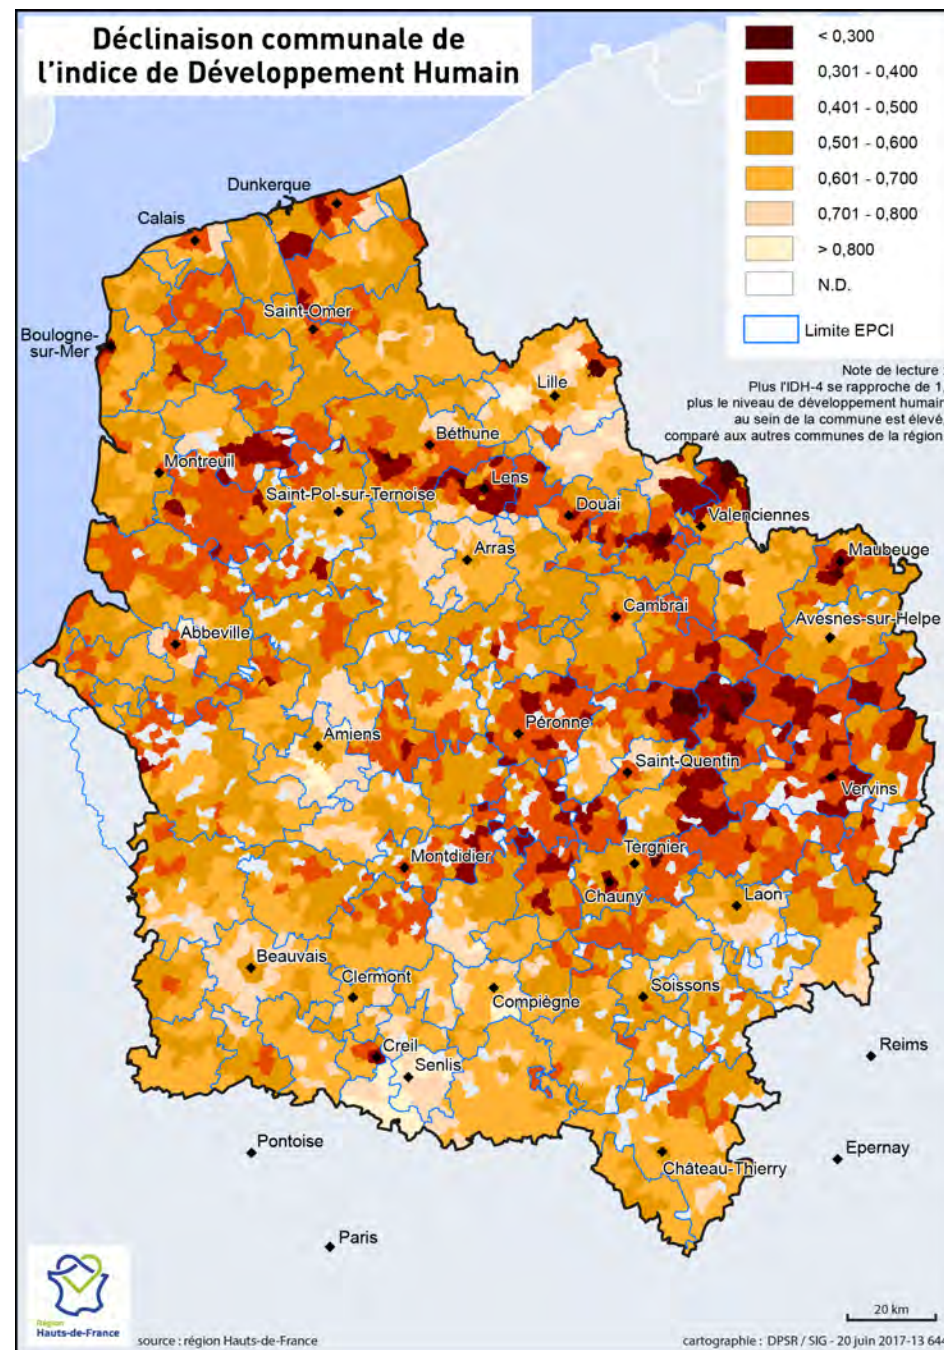 Déclinaison communale de
l'indice de Développement Humain
< 0,300
0,301 - 0,400
0,401 - 0,500
0,501 - 0,600
0,601 - 0,700
0,701 - 0,800
> 0,800
N.D.
Limite EPCI
Note de lecture :
Plus l'IDH-4 se rapproche de 1,
plus le niveau de développement humain
au sein de la commune est élevé,
comparé aux autres communes de la région
Dunkerque
Calais
Saint-Omer
Boulogne-
sur-Mer
Lille
Béthune
Montreuil
Lens
Saint-Pol-sur-Ternoise
Douai
Valenciennes
Arras
Maubeuge
Cambrai
Avesnes-sur-Helpe
Abbeville
Péronne
Amiens
Saint-Quentin
Vervins
Montdidier
Tergnier
Chauny
Laon
Beauvais
Clermont
Compiègne
Soissons
Creil
Senlis
Reims
Pontoise
Château-Thierry
Epernay
Paris
Région
Hauts-de-France
source : région Hauts-de-France
20 km
cartographie : DPSR / SIG - 20 juin 2017-13 644